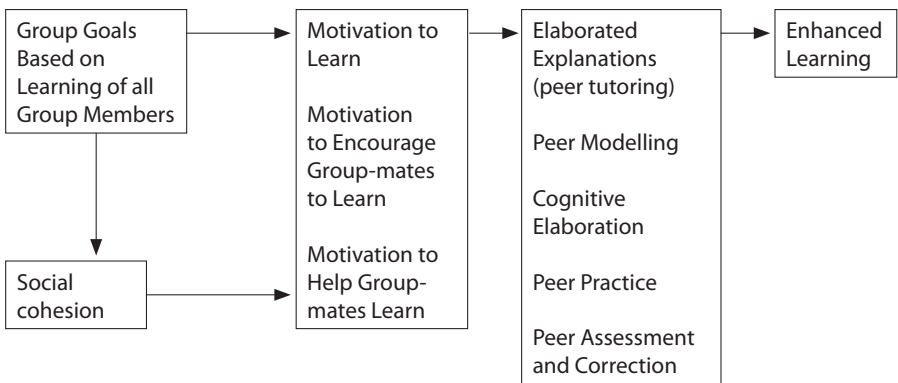 Group Goals
Based on
Learning of all
Group Members
Social
cohesion
Motivation to
Learn
Motivation
to Encourage
Group-mates
to Learn
Motivation to
Help Group-
mates Learn
Elaborated
Explanations
(peer tutoring)
Peer Modelling
Cognitive
Elaboration
Peer Practice
Peer Assessment
and Correction
Enhanced
Learning